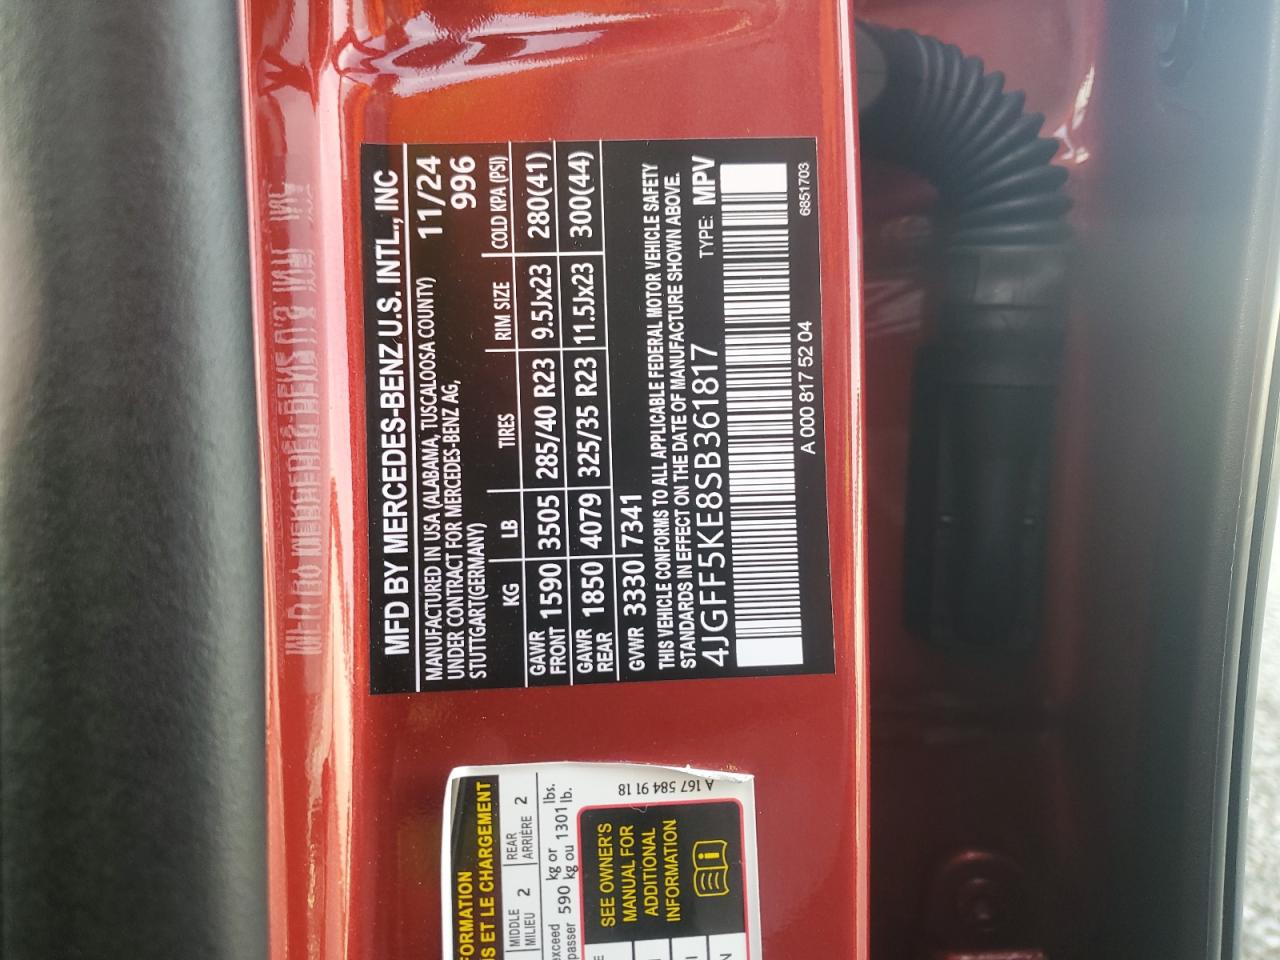 MFD BY MERCEDES-BENZ U.S. INTL., INC
MANUFACTURED IN USA (ALABAMA, TUSCALOOSA COUNTY) 11/24
UNDER CONTRACT FOR MERCEDES-BENZ AG, 996
STUTTGART(GERMANY)
KG LB TIRES RIM SIZE COLD KPA (PSI)
GAWR FRONT 1590 3505 285/40 R23 9.5Jx23 280(41)
GAWR REAR 1850 4079 325/35 R23 11.5Jx23 300(44)
GVWR 3330 7341
THIS VEHICLE CONFORMS TO ALL APPLICABLE FEDERAL MOTOR VEHICLE SAFETY
STANDARDS IN EFFECT ON THE DATE OF MANUFACTURE SHOWN ABOVE.
4JGFF5KE8SB361817 TYPE: MPV
A 000 817 52 04 6851703
ET LE CHARGEMENT
MIDDLE 2 REAR 2
MILIEU ARRIÈRE
kg or lbs.
590 1301
kg ou lb.
A 167 584 91 18
SEE OWNER'S
MANUAL FOR
ADDITIONAL
INFORMATION